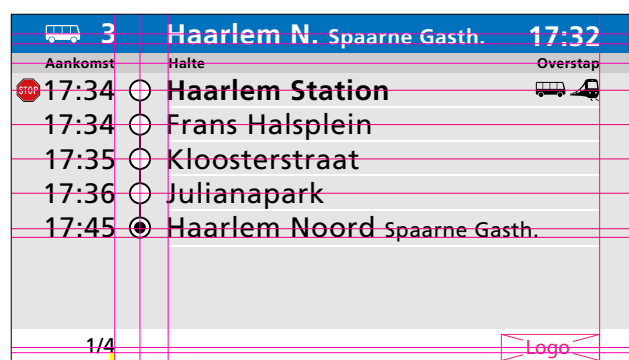 3 Haarlem N. Spaarne Gasth. 17:32
Aankomst Halte Overstap
STOP 17:34 Haarlem Station
17:34 Frans Halsplein
17:35 Kloosterstraat
17:36 Julianapark
17:45 Haarlem Noord Spaarne Gasth.
1/4 Logo